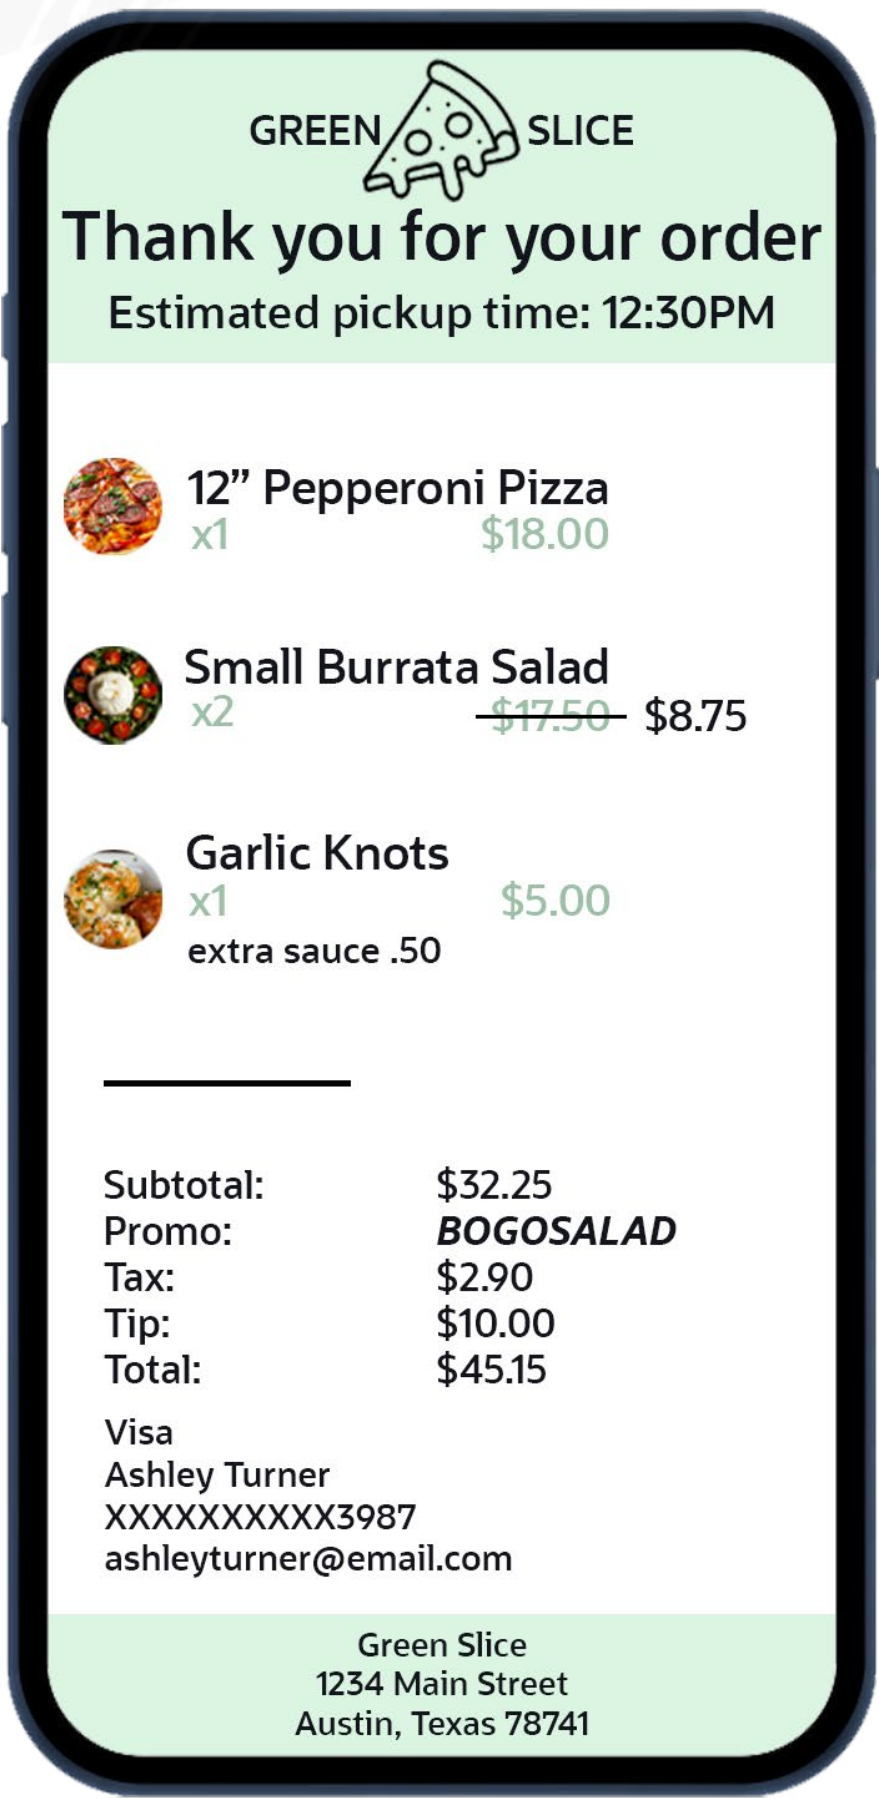 GREEN SLICE
Thank you for your order
Estimated pickup time: 12:30PM
12” Pepperoni Pizza
x1 $18.00
Small Burrata Salad
x2 $17.50 $8.75
Garlic Knots
x1 $5.00
extra sauce .50
Subtotal: $32.25
Promo: BOGOSALAD
Tax: $2.90
Tip: $10.00
Total: $45.15
Visa
Ashley Turner
XXXXXXXXXX3987
ashleyturner@email.com
Green Slice
1234 Main Street
Austin, Texas 78741